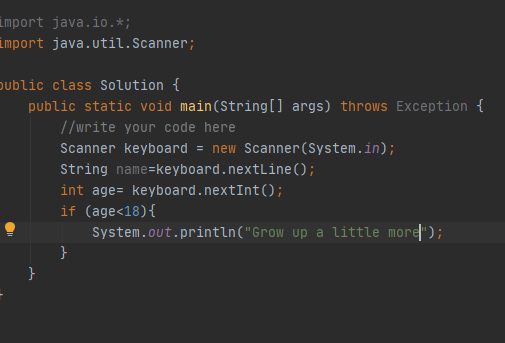 import java.io.*;
import java.util.Scanner;
public class Solution {
public static void main(String[] args) throws Exception {
//write your code here
Scanner keyboard = new Scanner(System.in);
String name=keyboard.nextLine();
int age= keyboard.nextInt();
if (age<18){
System.out.println("Grow up a little more");
}
}
}